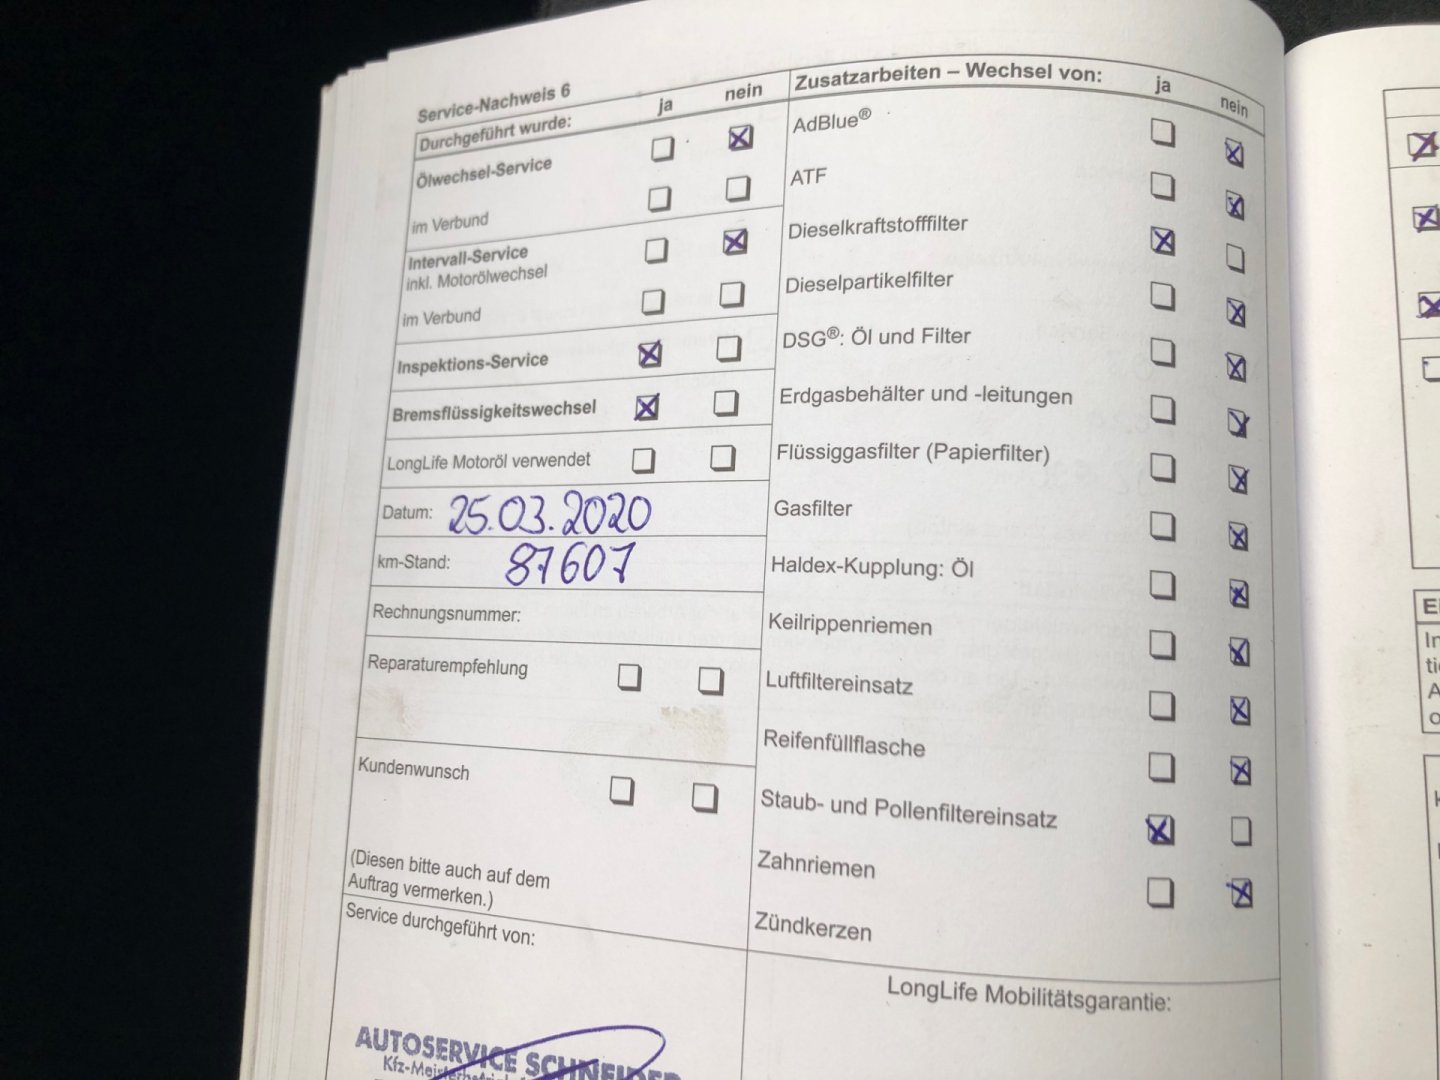 Service-Nachweis 6
Durchgeführt wurde: ja nein
Ölwechsel-Service
im Verbund
Intervall-Service
inkl. Motorölwechsel
im Verbund
Inspektions-Service
Bremsflüssigkeitswechsel
LongLife Motoröl verwendet
Datum: 25.03.2020
km-Stand: 87607
Rechnungsnummer:
Reparaturempfehlung
Kundenwunsch
(Diesen bitte auch auf dem
Auftrag vermerken.)
Service durchgeführt von:
AUTOSERVICE SCHNEIDER
Zusatzarbeiten – Wechsel von: ja nein
AdBlue®
ATF
Dieselkraftstofffilter
Dieselpartikelfilter
DSG®: Öl und Filter
Erdgasbehälter und -leitungen
Flüssiggasfilter (Papierfilter)
Gasfilter
Haldex-Kupplung: Öl
Keilrippenriemen
Luftfiltereinsatz
Reifenfüllflasche
Staub- und Pollenfiltereinsatz
Zahnriemen
Zündkerzen
LongLife Mobilitätsgarantie: